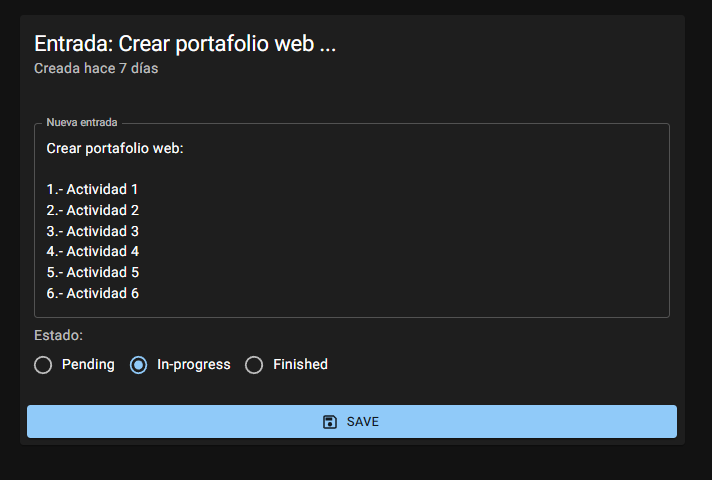 Entrada: Crear portafolio web ...
Creada hace 7 días
Nueva entrada
Crear portafolio web:
1.- Actividad 1
2.- Actividad 2
3.- Actividad 3
4.- Actividad 4
5.- Actividad 5
6.- Actividad 6
Estado:
Pending In-progress Finished
SAVE